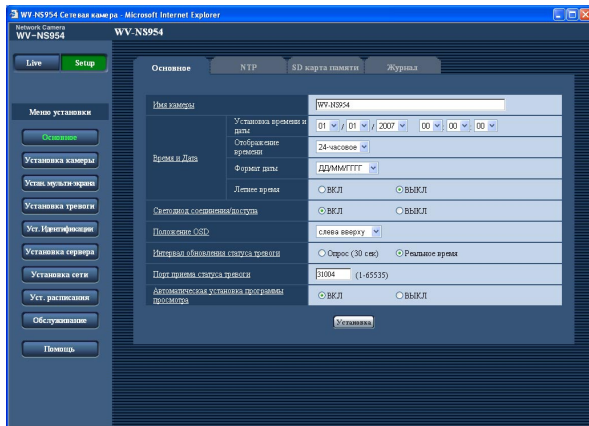 WV-NS954 Сетевая камера - Microsoft Internet Explorer
Network Camera
WV-NS954
WV-NS954
Live Setup
Основное NTP SD карта памяти Журнал
Меню установки
Основное
Установка камеры
Устан. мульти-экрана
Установка тревоги
Уст. Идентификации
Установка сервера
Установка сети
Уст. расписания
Обслуживание
Помощь
Имя камеры WV-NS954
Время и Дата
Установка времени и даты 01 / 01 / 2007 00 : 00 : 00
Отображение времени 24-часовое
Формат даты ДД/ММ/ГГГГ
Летнее время ВКЛ ВЫКЛ
Светодиод соединения/доступа ВКЛ ВЫКЛ
Положение OSD слева вверху
Интервал обновления статуса тревоги Опрос (30 сек) Реальное время
Порт приема статуса тревоги 31004 (1-65535)
Автоматическая установка программы просмотра ВКЛ ВЫКЛ
Установка